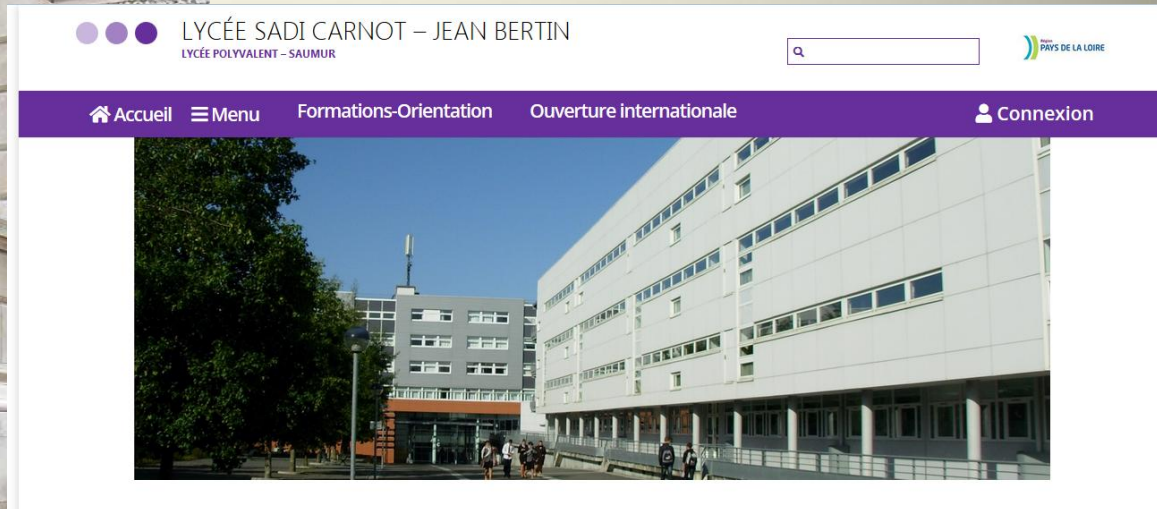 LYCÉE SADI CARNOT – JEAN BERTIN
LYCÉE POLYVALENT – SAUMUR
Région
PAYS DE LA LOIRE
Accueil Menu Formations-Orientation Ouverture internationale Connexion